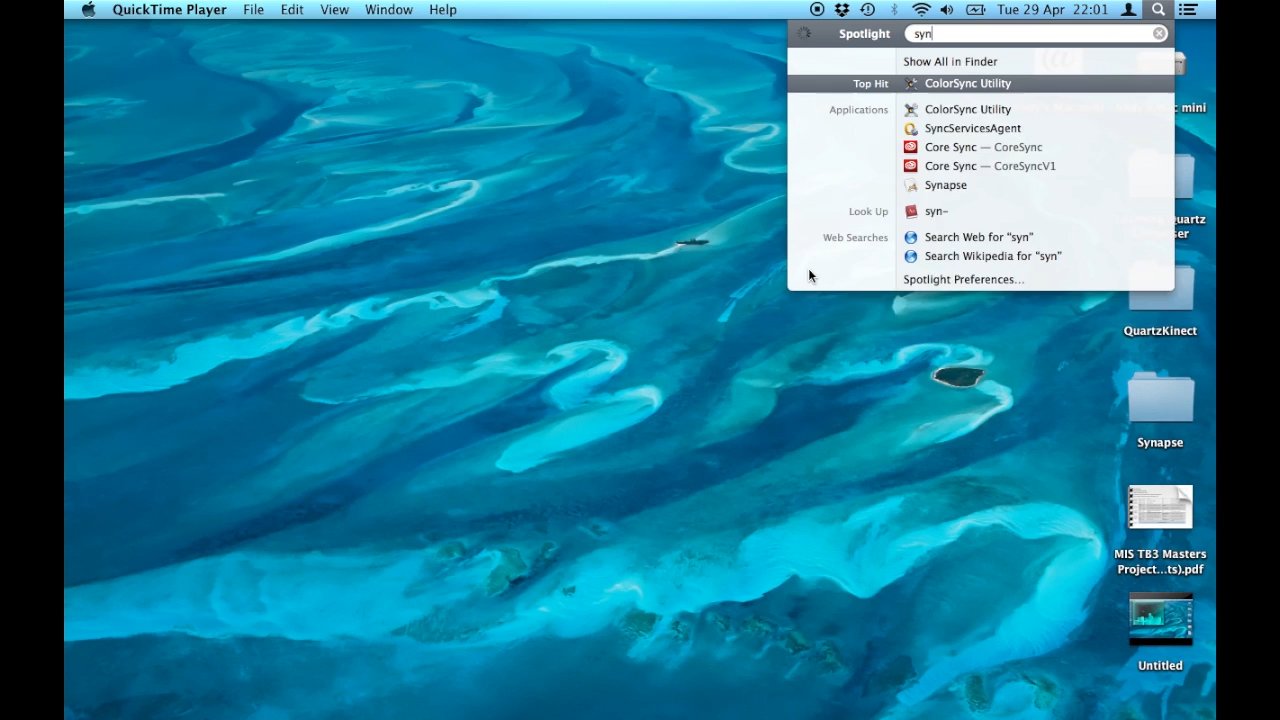 QuickTime Player File Edit View Window Help Tue 29 Apr 22:01
Spotlight syn
Show All in Finder
Top Hit ColorSync Utility
Applications ColorSync Utility
SyncServicesAgent
Core Sync — CoreSync
Core Sync — CoreSyncV1
Synapse
Look Up syn-
Web Searches Search Web for "syn"
Search Wikipedia for "syn"
Spotlight Preferences...
mini
Quartz
QuartzKinect
Synapse
MIS TB3 Masters
Project...ts).pdf
Untitled